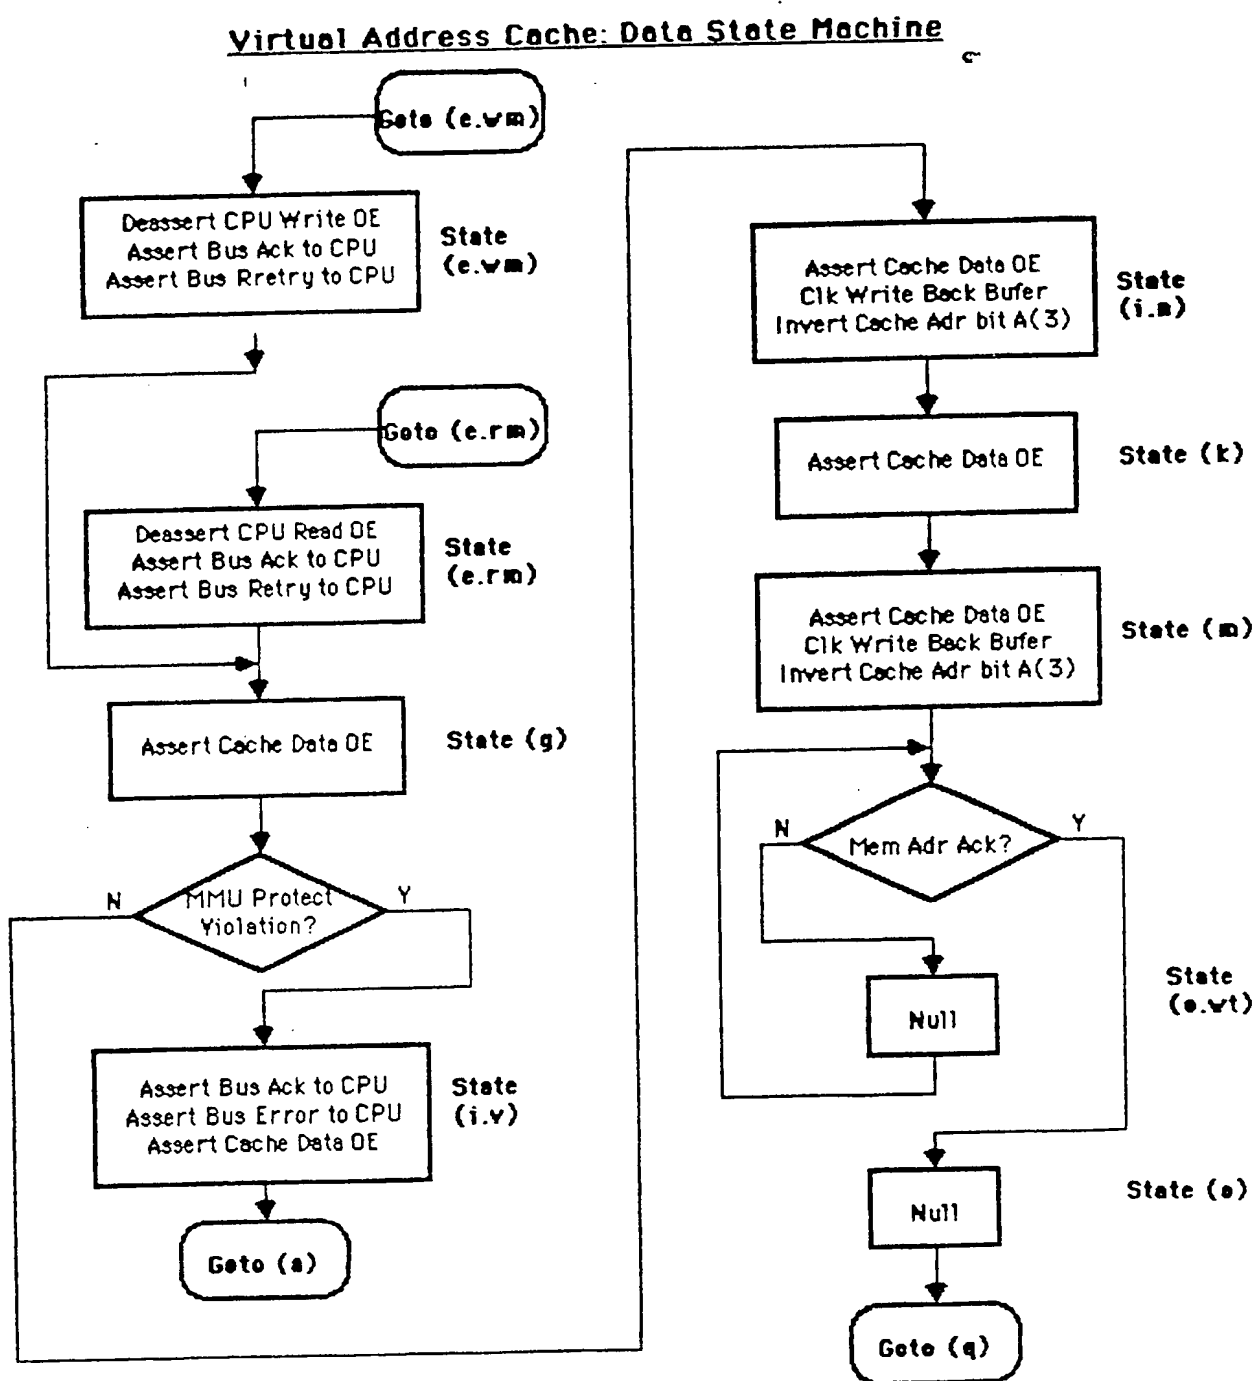 Virtual Address Cache: Data State Machine
Goto (e.wm)
Deassert CPU Write OE
Assert Bus Ack to CPU
Assert Bus Rretry to CPU
State
(e.wm)
Goto (e.rm)
Deassert CPU Read OE
Assert Bus Ack to CPU
Assert Bus Retry to CPU
State
(e.rm)
Assert Cache Data OE
State (g)
MMU Protect
Violation?
N
Y
Assert Bus Ack to CPU
Assert Bus Error to CPU
Assert Cache Data OE
State
(i.v)
Goto (a)
Assert Cache Data OE
Clk Write Back Bufer
Invert Cache Adr bit A(3)
State
Assert Cache Data OE
State (k)
Assert Cache Data OE
Clk Write Back Bufer
Invert Cache Adr bit A(3)
State (m)
N
Mem Adr Ack?
Y
Null
State
(o.wt)
Null
State (o)
Goto (q)